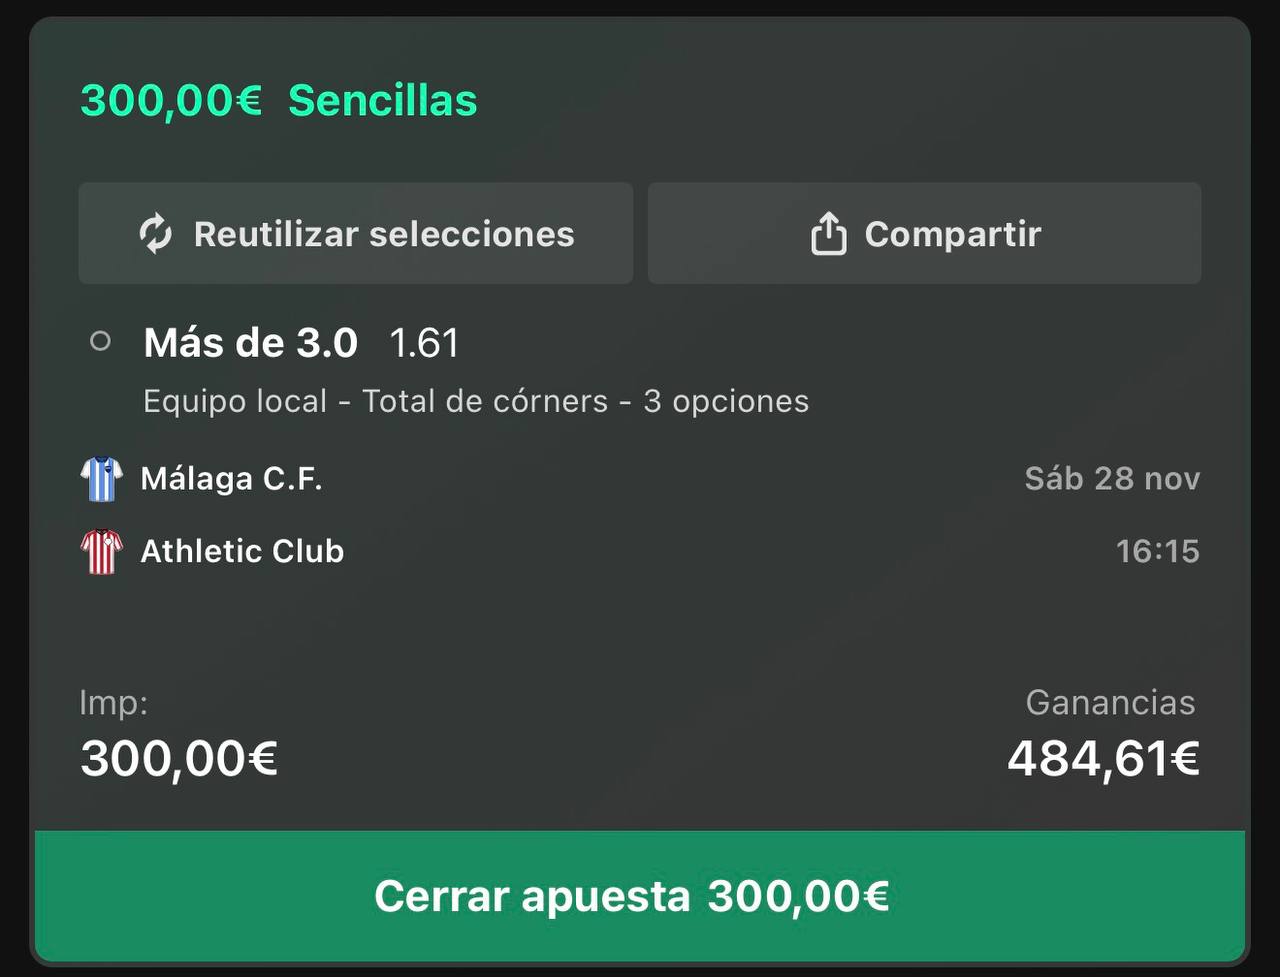 300,00€ Sencillas
Reutilizar selecciones
Compartir
Más de 3.0 1.61
Equipo local - Total de córners - 3 opciones
Málaga C.F. Sáb 28 nov
Athletic Club 16:15
Imp: Ganancias
300,00€ 484,61€
Cerrar apuesta 300,00€